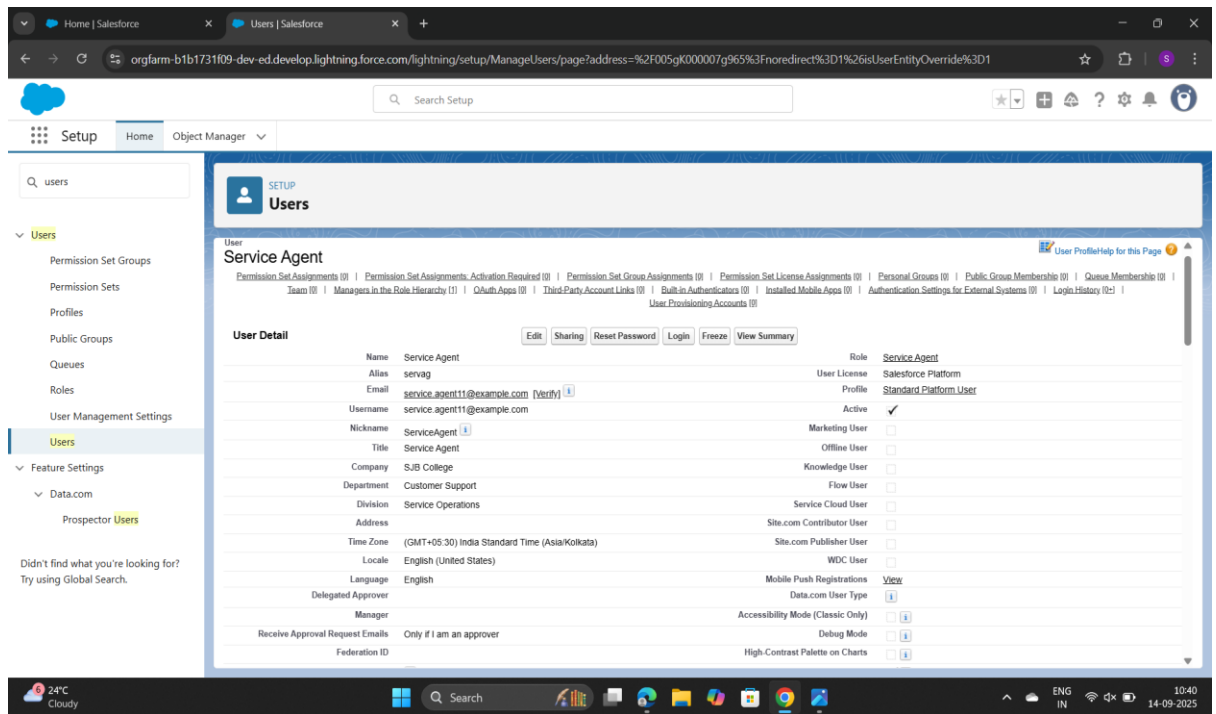 Home | Salesforce
Users | Salesforce
orgfarm-b1b1731f09-dev-ed.develop.lightning.force.com/lightning/setup/ManageUsers/page?address=%2F005gK000007g965%3Fnoredirect%3D1%26isUserEntityOverride%3D1
S
Search Setup
Setup Home Object Manager
users
SETUP
Users
Users
Permission Set Groups
Permission Sets
Profiles
Public Groups
Queues
Roles
User Management Settings
Users
Feature Settings
Data.com
Prospector Users
Didn't find what you're looking for?
Try using Global Search.
User
Service Agent
User Profile Help for this Page
Permission Set Assignments [0] | Permission Set Assignments: Activation Required [0] | Permission Set Group Assignments [0] | Permission Set License Assignments [0] | Personal Groups [0] | Public Group Membership [0] | Queue Membership [0] |
Team [0] | Managers in the Role Hierarchy [1] | OAuth Apps [0] | Third-Party Account Links [0] | Built-in Authenticators [0] | Installed Mobile Apps [0] | Authentication Settings for External Systems [0] | Login History [0+] |
User Provisioning Accounts [0]
User Detail Edit Sharing Reset Password Login Freeze View Summary
Name Service Agent Role Service Agent
Alias servag User License Salesforce Platform
Email service.agent11@example.com [Verify] i Profile Standard Platform User
Username service.agent11@example.com Active ✓
Nickname ServiceAgent i Marketing User
Title Service Agent Offline User
Company SJB College Knowledge User
Department Customer Support Flow User
Division Service Operations Service Cloud User
Address Site.com Contributor User
Time Zone (GMT+05:30) India Standard Time (Asia/Kolkata) Site.com Publisher User
Locale English (United States) WDC User
Language English Mobile Push Registrations View
Delegated Approver Data.com User Type i
Manager Accessibility Mode (Classic Only) i
Receive Approval Request Emails Only if I am an approver Debug Mode i
Federation ID High-Contrast Palette on Charts i
6 24°C
Cloudy
Search
ENG
IN
10:40
14-09-2025